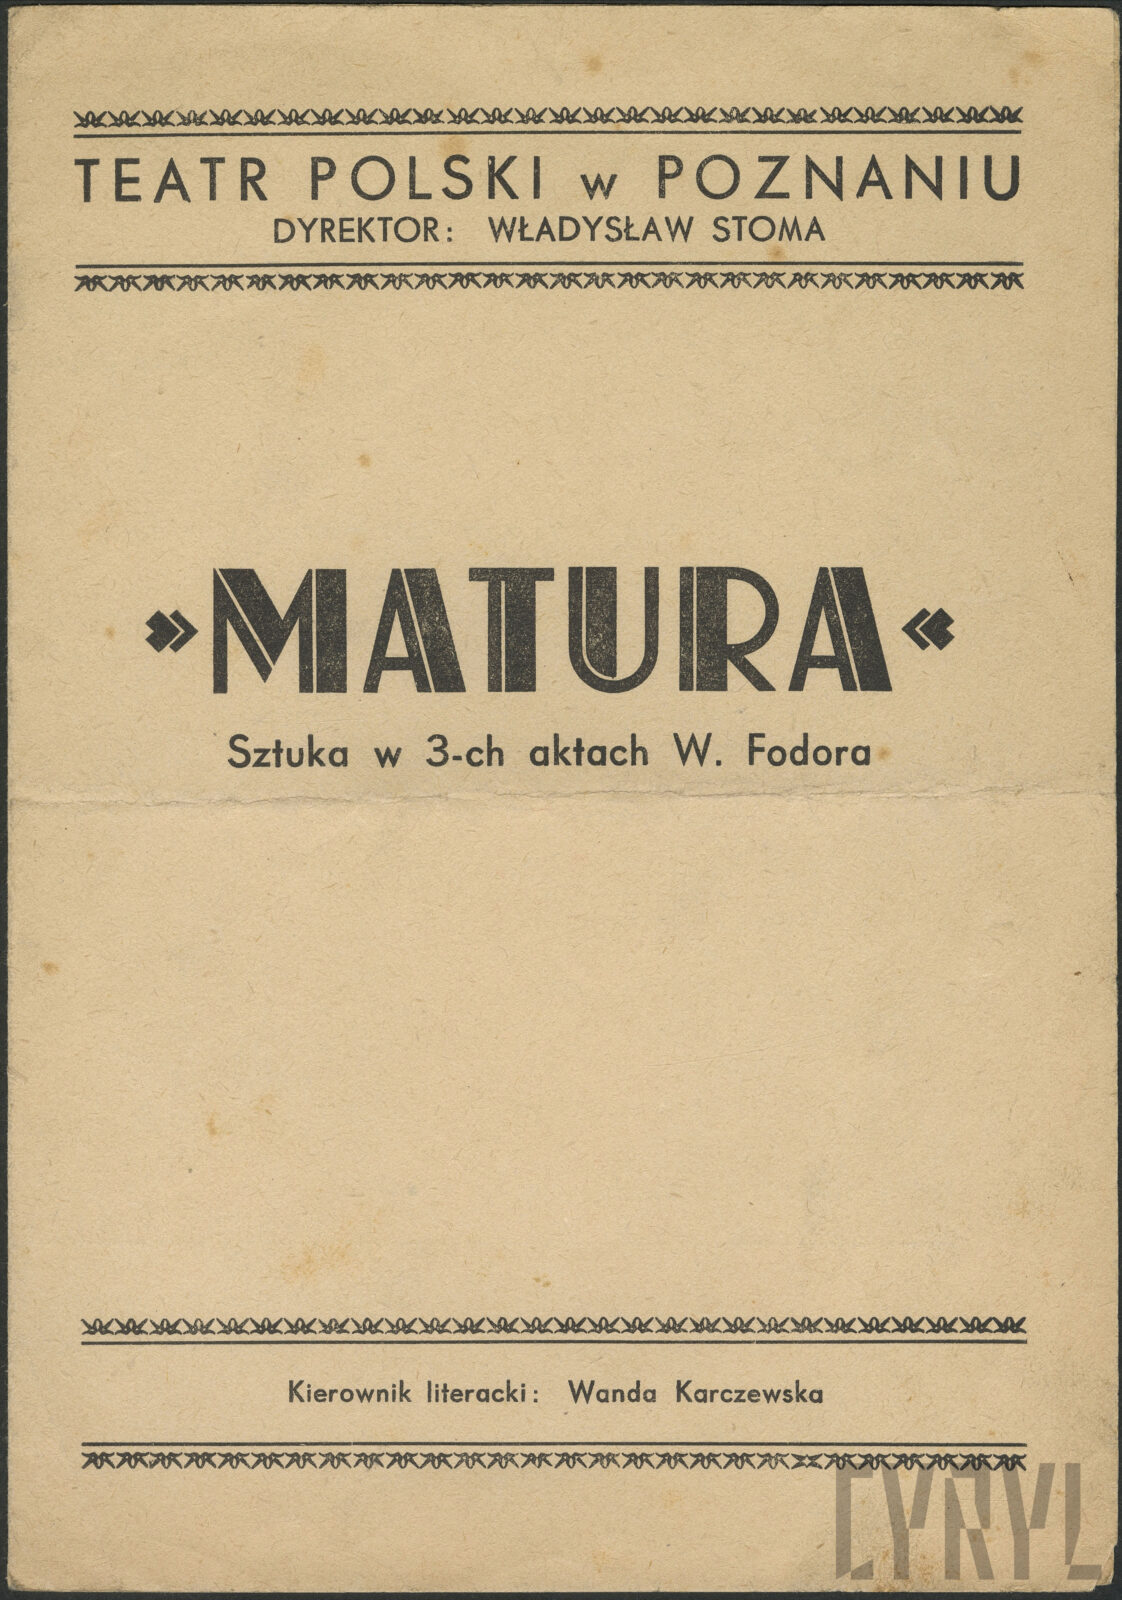 TEATR POLSKI w POZNANIU
DYREKTOR: WŁADYSŁAW STOMA
»MATURA«
Sztuka w 3-ch aktach W. Fodora
Kierownik literacki: Wanda Karczewska
CYRYL